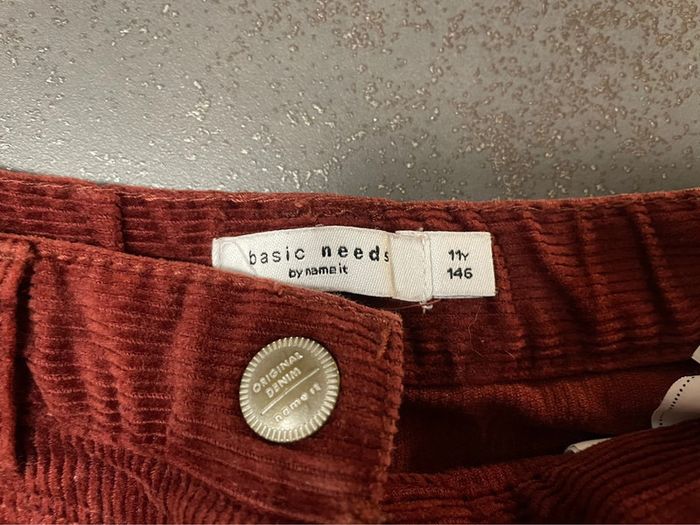 basic needs
by name it
11Y
146
ORIGINAL
DENIM
name it